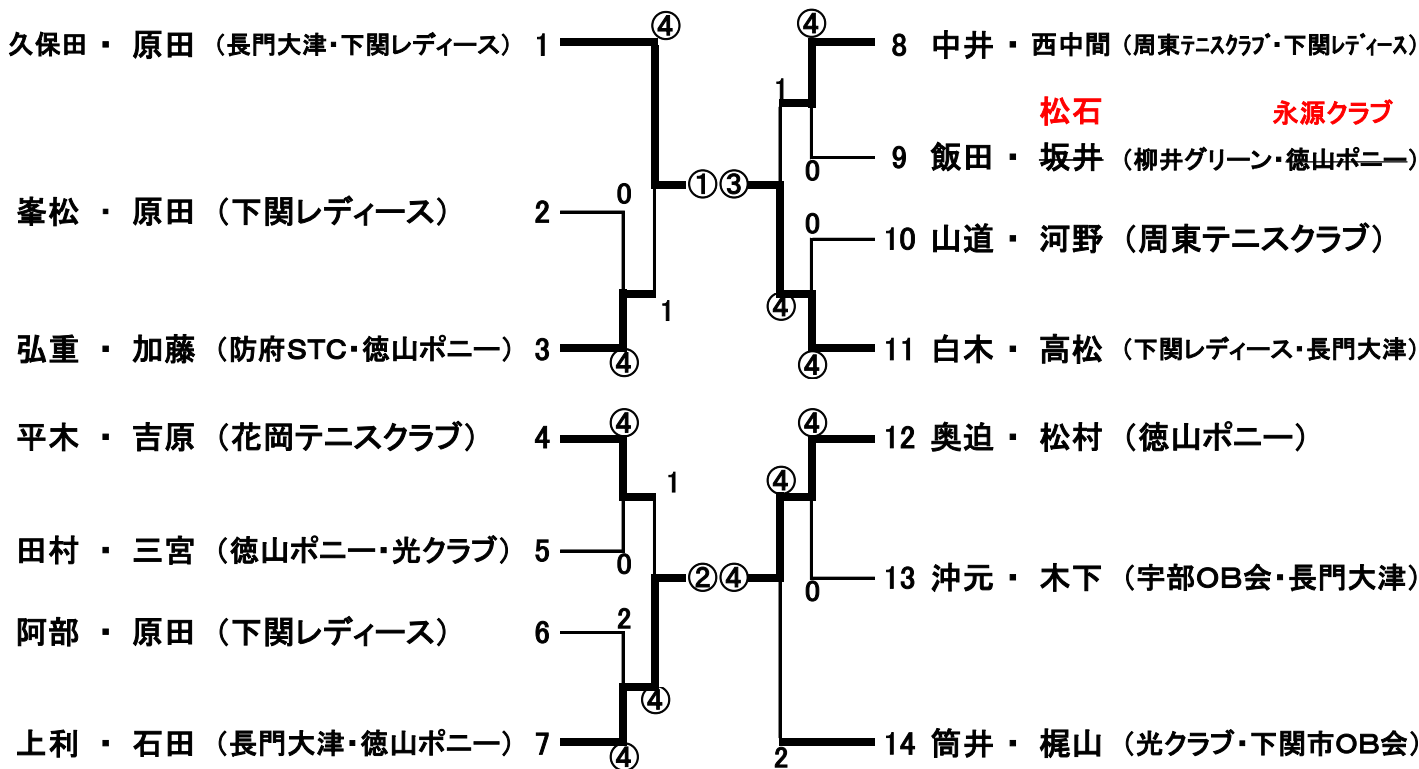 ④
久保田 ・ 原田 (長門大津・下関レディース) 1
0
峯松 ・ 原田 (下関レディース) 2
1
弘重 ・ 加藤 (防府STC・徳山ポニー) 3
④
④
平木 ・ 吉原 (花岡テニスクラブ) 4
1
田村 ・ 三宮 (徳山ポニー・光クラブ) 5
0
2
阿部 ・ 原田 (下関レディース) 6
④
上利 ・ 石田 (長門大津・徳山ポニー) 7
④
① ③
② ④
④
8 中井 ・ 西中間 (周東テニスクラブ・下関レディース)
1
松石 永源クラブ
9 飯田 ・ 坂井 (柳井グリーン・徳山ポニー)
0
0
10 山道 ・ 河野 (周東テニスクラブ)
④
11 白木 ・ 高松 (下関レディース・長門大津)
④
④
12 奥迫 ・ 松村 (徳山ポニー)
④
13 沖元 ・ 木下 (宇部OB会・長門大津)
0
14 筒井 ・ 梶山 (光クラブ・下関市OB会)
2